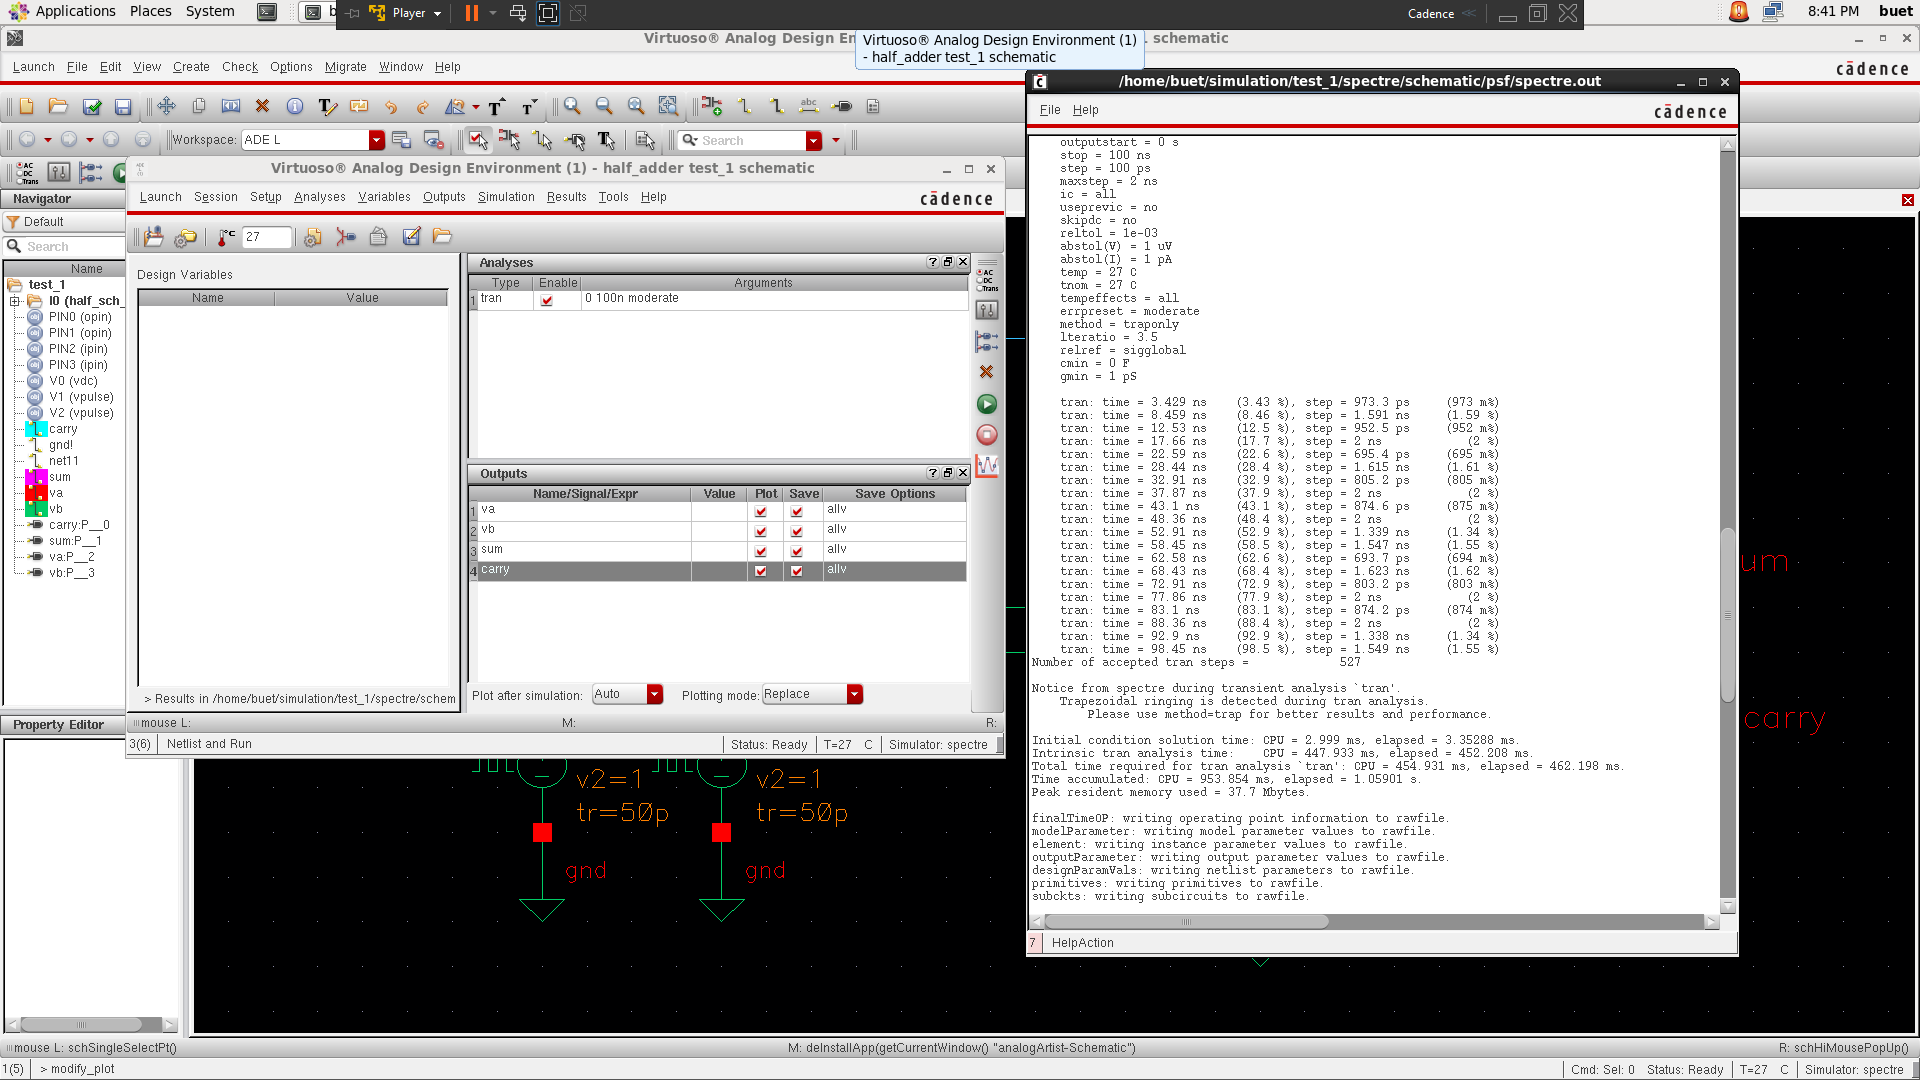 Applications Places System
Player
Cadence
8:41 PM buet
Virtuoso® Analog Design En
schematic
Virtuoso® Analog Design Environment (1)
- half_adder test_1 schematic
Launch File Edit View Create Check Options Migrate Window Help
cādence
Workspace: ADE L
Search
Navigator
Default
Search
Name
test_1
I0 (half_sch_
PIN0 (opin)
PIN1 (opin)
PIN2 (ipin)
PIN3 (ipin)
V0 (vdc)
V1 (vpulse)
V2 (vpulse)
carry
gnd!
net11
sum
va
vb
carry:P__0
sum:P__1
va:P__2
vb:P__3
Property Editor
Virtuoso® Analog Design Environment (1) - half_adder test_1 schematic
Launch Session Setup Analyses Variables Outputs Simulation Results Tools Help
cādence
27
Design Variables
Name Value
> Results in /home/buet/simulation/test_1/spectre/schem
Analyses
Type Enable Arguments
1 tran 0 100n moderate
Outputs
Name/Signal/Expr Value Plot Save Save Options
1 va allv
2 vb allv
3 sum allv
4 carry allv
Plot after simulation: Auto Plotting mode: Replace
AC
DC
Trans
mouse L: M: R:
3(6) Netlist and Run Status: Ready T=27 C Simulator: spectre
v2=1 v2=1
tr=50p tr=50p
gnd gnd
um
carry
/home/buet/simulation/test_1/spectre/schematic/psf/spectre.out
File Help
cādence
outputstart = 0 s
stop = 100 ns
step = 100 ps
maxstep = 2 ns
ic = all
useprevic = no
skipdc = no
reltol = 1e-03
abstol(V) = 1 uV
abstol(I) = 1 pA
temp = 27 C
tnom = 27 C
tempeffects = all
errpreset = moderate
method = traponly
lteratio = 3.5
relref = sigglobal
cmin = 0 F
gmin = 1 pS
tran: time = 3.429 ns (3.43 %), step = 973.3 ps (973 m%)
tran: time = 8.459 ns (8.46 %), step = 1.591 ns (1.59 %)
tran: time = 12.53 ns (12.5 %), step = 952.5 ps (952 m%)
tran: time = 17.66 ns (17.7 %), step = 2 ns (2 %)
tran: time = 22.59 ns (22.6 %), step = 695.4 ps (695 m%)
tran: time = 28.44 ns (28.4 %), step = 1.615 ns (1.61 %)
tran: time = 32.91 ns (32.9 %), step = 805.2 ps (805 m%)
tran: time = 37.87 ns (37.9 %), step = 2 ns (2 %)
tran: time = 43.1 ns (43.1 %), step = 874.6 ps (875 m%)
tran: time = 48.36 ns (48.4 %), step = 2 ns (2 %)
tran: time = 52.91 ns (52.9 %), step = 1.339 ns (1.34 %)
tran: time = 58.45 ns (58.5 %), step = 1.547 ns (1.55 %)
tran: time = 62.58 ns (62.6 %), step = 693.7 ps (694 m%)
tran: time = 68.43 ns (68.4 %), step = 1.623 ns (1.62 %)
tran: time = 72.91 ns (72.9 %), step = 803.2 ps (803 m%)
tran: time = 77.86 ns (77.9 %), step = 2 ns (2 %)
tran: time = 83.1 ns (83.1 %), step = 874.2 ps (874 m%)
tran: time = 88.36 ns (88.4 %), step = 2 ns (2 %)
tran: time = 92.9 ns (92.9 %), step = 1.338 ns (1.34 %)
tran: time = 98.45 ns (98.5 %), step = 1.549 ns (1.55 %)
Number of accepted tran steps = 527
Notice from spectre during transient analysis `tran'.
Trapezoidal ringing is detected during tran analysis.
Please use method=trap for better results and performance.
Initial condition solution time: CPU = 2.999 ms, elapsed = 3.35288 ms.
Intrinsic tran analysis time: CPU = 447.933 ms, elapsed = 452.208 ms.
Total time required for tran analysis `tran': CPU = 454.931 ms, elapsed = 462.198 ms.
Time accumulated: CPU = 953.854 ms, elapsed = 1.05901 s.
Peak resident memory used = 37.7 Mbytes.
finalTimeOP: writing operating point information to rawfile.
modelParameter: writing model parameter values to rawfile.
element: writing instance parameter values to rawfile.
outputParameter: writing output parameter values to rawfile.
designParamVals: writing netlist parameters to rawfile.
primitives: writing primitives to rawfile.
subckts: writing subcircuits to rawfile.
7 HelpAction
mouse L: schSingleSelectPt() M: deInstallApp(getCurrentWindow() "analogArtist-Schematic") R: schHiMousePopUp()
1(5) > modify_plot Cmd: Sel: 0 Status: Ready T=27 C Simulator: spectre